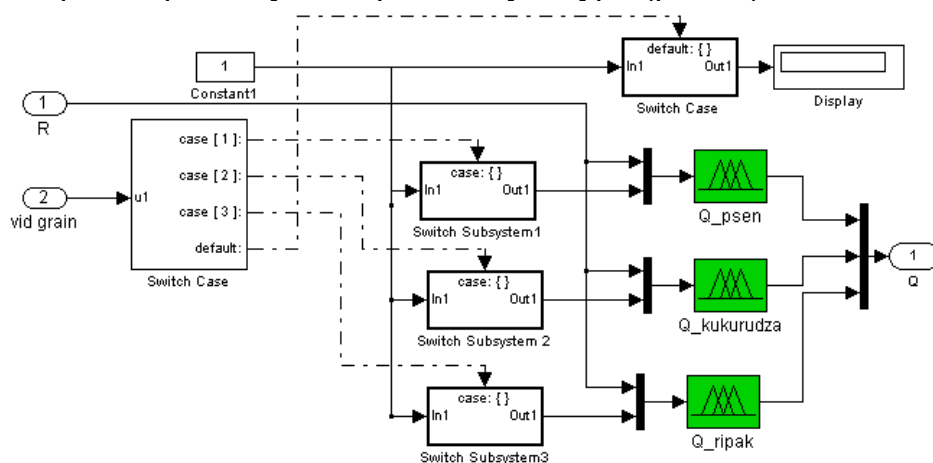 default: { }
In1
Out1
Switch Case
Display
1
Constant1
1
R
2
vid grain
u1
case [ 1 ]:
case [ 2 ]:
case [ 3 ]:
default:
Switch Case
case: { }
In1
Out1
Switch Subsystem1
case: { }
In1
Out1
Switch Subsystem 2
case: { }
In1
Out1
Switch Subsystem3
Q_psen
Q_kukurudza
Q_ripak
1
Q